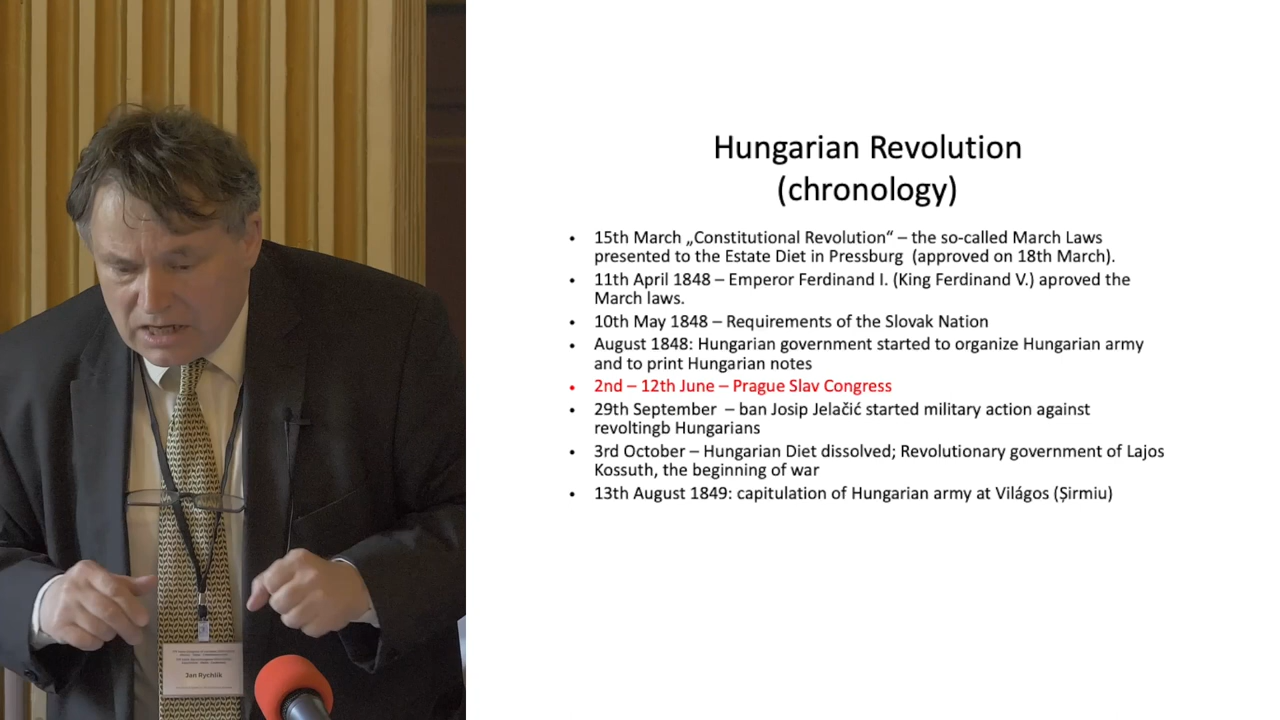 Hungarian Revolution
(chronology)
• 15th March „Constitutional Revolution“ – the so-called March Laws
presented to the Estate Diet in Pressburg (approved on 18th March).
• 11th April 1848 – Emperor Ferdinand I. (King Ferdinand V.) aproved the
March laws.
• 10th May 1848 – Requirements of the Slovak Nation
• August 1848: Hungarian government started to organize Hungarian army
and to print Hungarian notes
• 2nd – 12th June – Prague Slav Congress
• 29th September – ban Josip Jelačić started military action against
revoltingb Hungarians
• 3rd October – Hungarian Diet dissolved; Revolutionary government of Lajos
Kossuth, the beginning of war
• 13th August 1849: capitulation of Hungarian army at Világos (Șirmiu)
Jan Rychlík